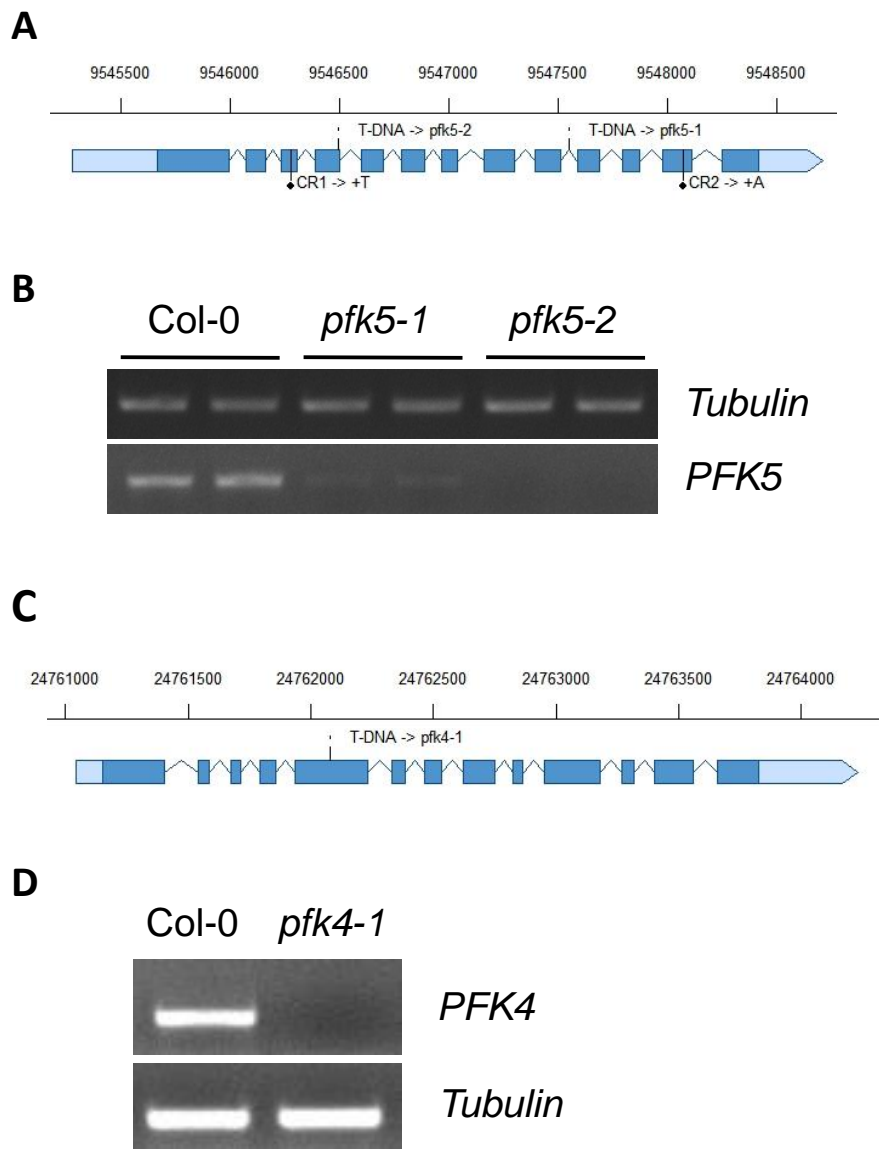 A
9545500 9546000 9546500 9547000 9547500 9548000 9548500
T-DNA -> pfk5-2 T-DNA -> pfk5-1
CR1 -> +T CR2 -> +A
B
Col-0 pfk5-1 pfk5-2
Tubulin
PFK5
C
24761000 24761500 24762000 24762500 24763000 24763500 24764000
T-DNA -> pfk4-1
D
Col-0 pfk4-1
PFK4
Tubulin